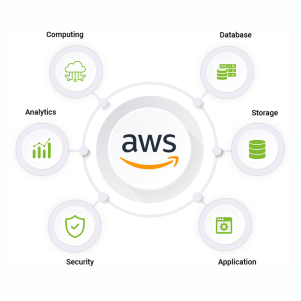 Computing
Database
Analytics
Storage
aws
Security
Application